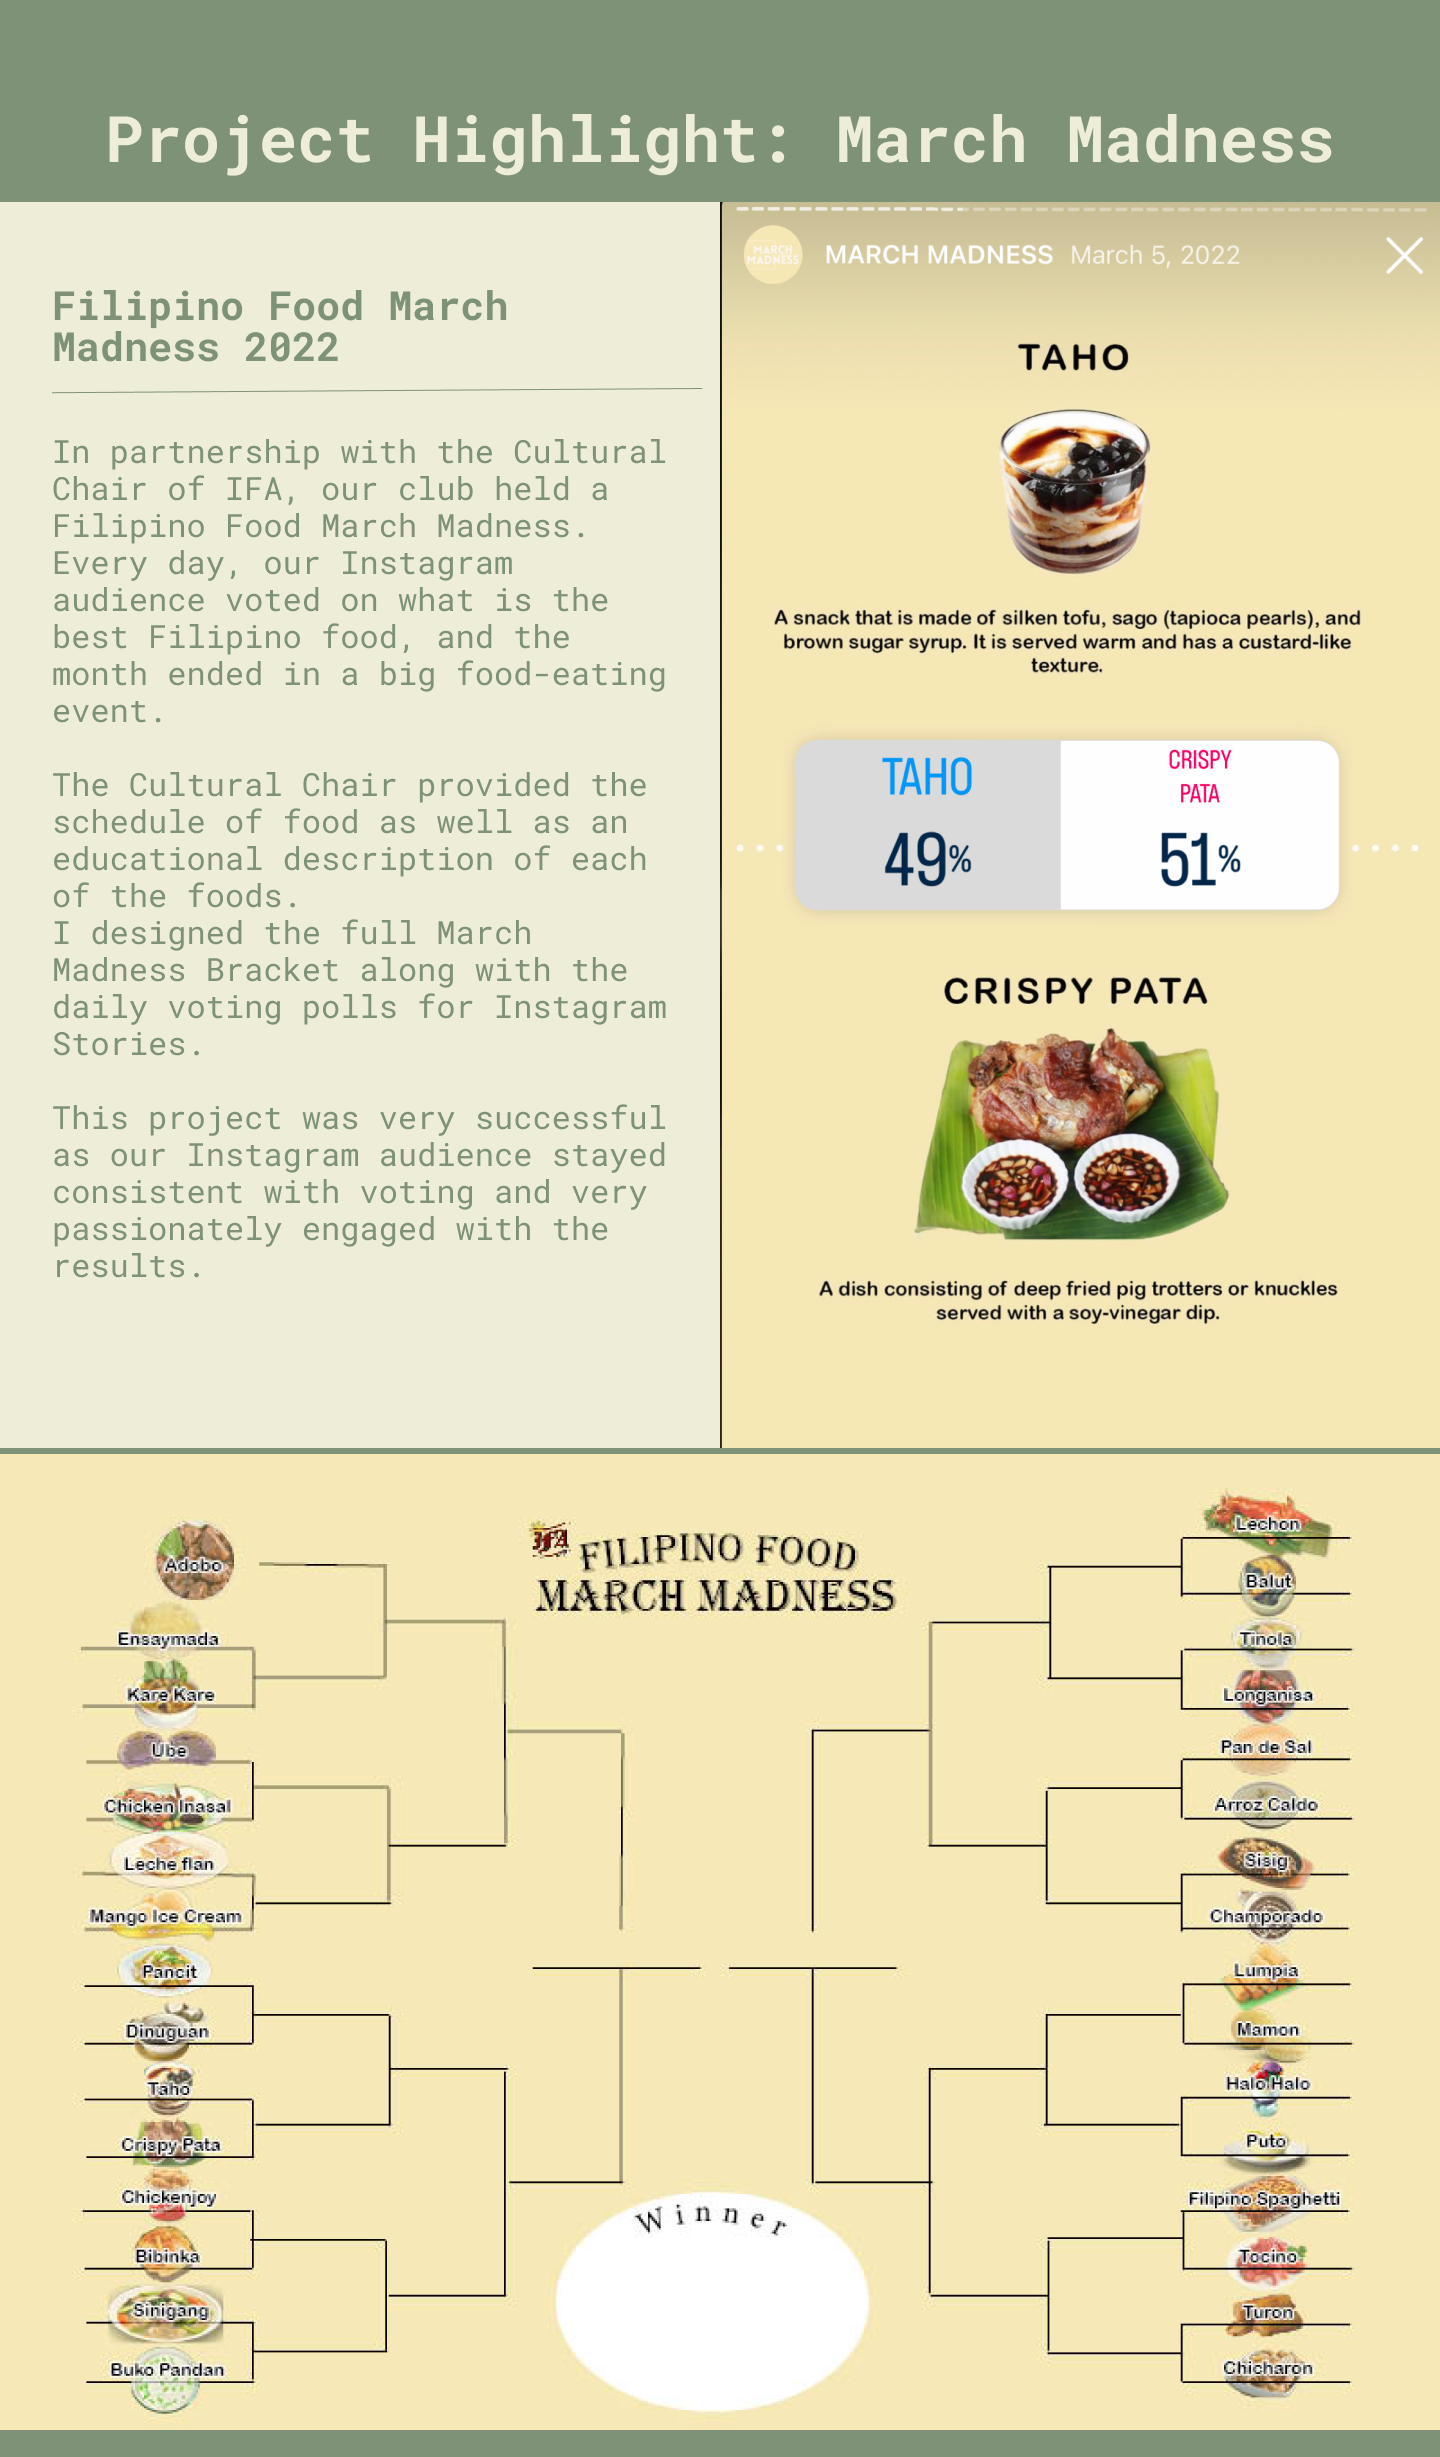 Project Highlight: March Madness
Filipino Food March
Madness 2022
In partnership with the Cultural
Chair of IFA, our club held a
Filipino Food March Madness.
Every day, our Instagram
audience voted on what is the
best Filipino food, and the
month ended in a big food-eating
event.
The Cultural Chair provided the
schedule of food as well as an
educational description of each
of the foods.
I designed the full March
Madness Bracket along with the
daily voting polls for Instagram
Stories.
This project was very successful
as our Instagram audience stayed
consistent with voting and very
passionately engaged with the
results.
MARCH
MADNESS
MARCH MADNESS March 5, 2022
TAHO
A snack that is made of silken tofu, sago (tapioca pearls), and
brown sugar syrup. It is served warm and has a custard-like
texture.
TAHO
49%
CRISPY
PATA
51%
CRISPY PATA
A dish consisting of deep fried pig trotters or knuckles
served with a soy-vinegar dip.
IFA
FILIPINO FOOD
MARCH MADNESS
Adobo
Ensaymada
Kare Kare
Ube
Chicken Inasal
Leche flan
Mango Ice Cream
Pancit
Dinuguan
Taho
Crispy Pata
Chickenjoy
Bibinka
Sinigang
Buko Pandan
Lechon
Balut
Tinola
Longanisa
Pan de Sal
Arroz Caldo
Sisig
Champorado
Lumpia
Mamon
Halo Halo
Puto
Filipino Spaghetti
Tocino
Turon
Chicharon
Winner